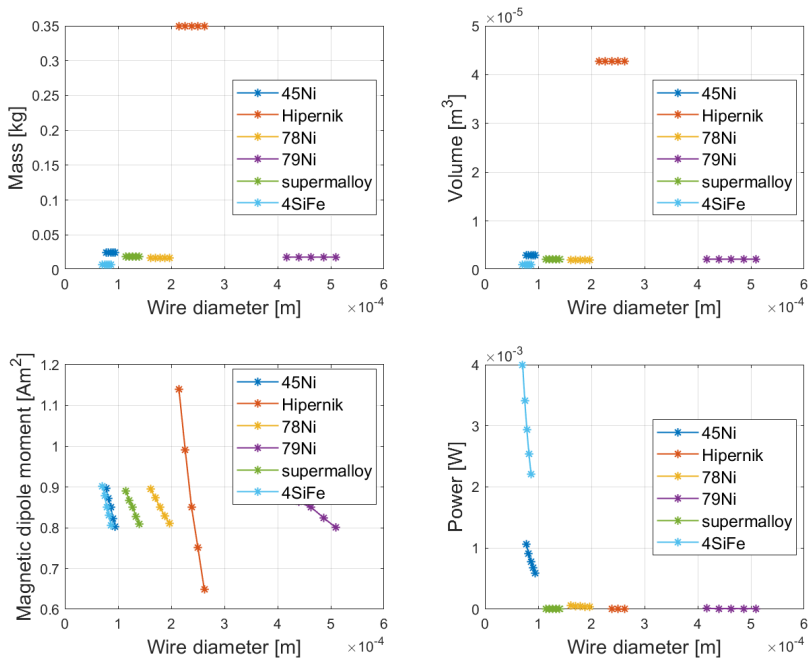 Mass [kg]
0.35
0.3
0.25
0.2
0.15
0.1
0.05
0
45Ni
Hipernik
78Ni
79Ni
supermalloy
4SiFe
0 1 2 3 4 5 6
Wire diameter [m] ×10⁻⁴
×10⁻⁵
Volume [m³]
5
4
3
2
1
0
45Ni
Hipernik
78Ni
79Ni
supermalloy
4SiFe
0 1 2 3 4 5 6
Wire diameter [m] ×10⁻⁴
Magnetic dipole moment [Am²]
1.2
1.1
1
0.9
0.8
0.7
0.6
45Ni
Hipernik
78Ni
79Ni
supermalloy
4SiFe
0 1 2 3 4 5 6
Wire diameter [m] ×10⁻⁴
×10⁻³
Power [W]
4
3
2
1
0
45Ni
Hipernik
78Ni
79Ni
supermalloy
4SiFe
0 1 2 3 4 5 6
Wire diameter [m] ×10⁻⁴